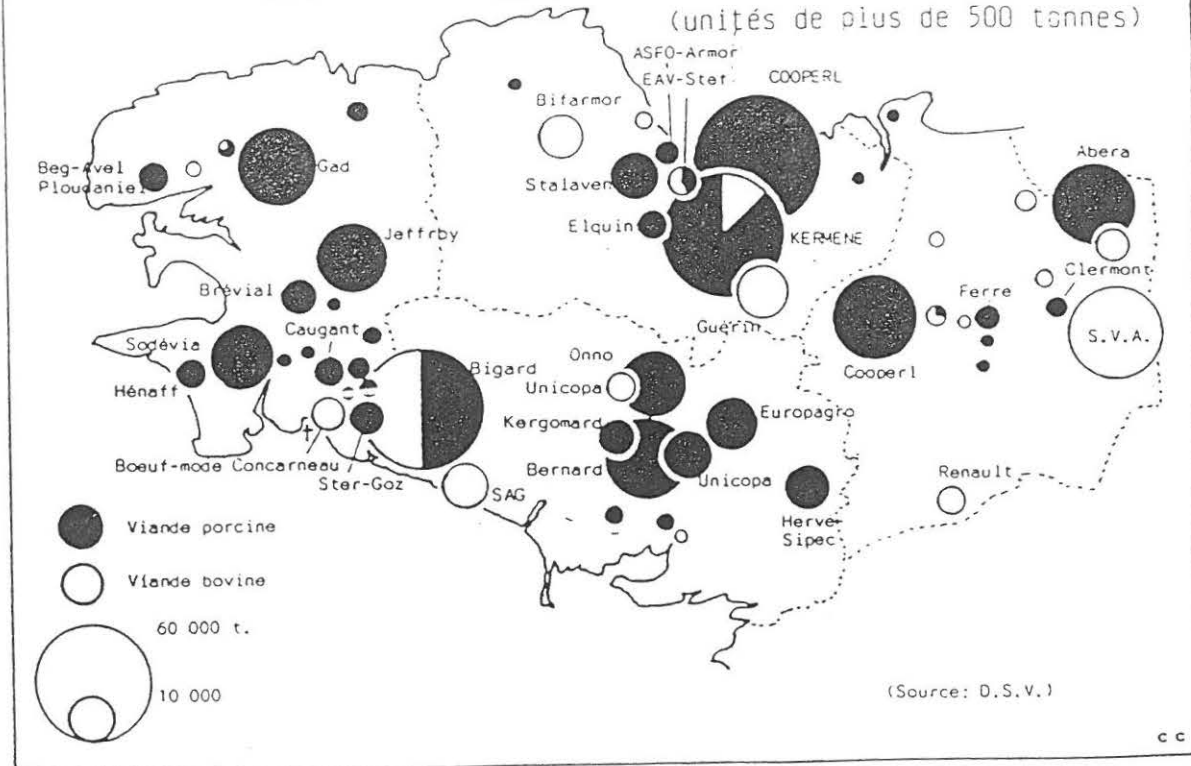 (unités de plus de 500 tonnes)
ASFO-Armor
EAV-Stef
COOPERL
Bifarmor
Abera
Beg-Avel
Ploudaniel
Gad
Stalaven
Elquin
KERMENE
Jeffrby
Brévial
Clermont
Ferre
Guérin
Caugant
Sodévia
S.V.A.
Onno
Bigard
Cooperl
Unicopa
Hénaff
Europagro
Kergomard
Boeuf-mode Concarneau
Bernard
Unicopa
Ster-Goz
SAG
Renault
Herve-
Sipec
Viande porcine
Viande bovine
60 000 t.
10 000
(Source: D.S.V.)
c c